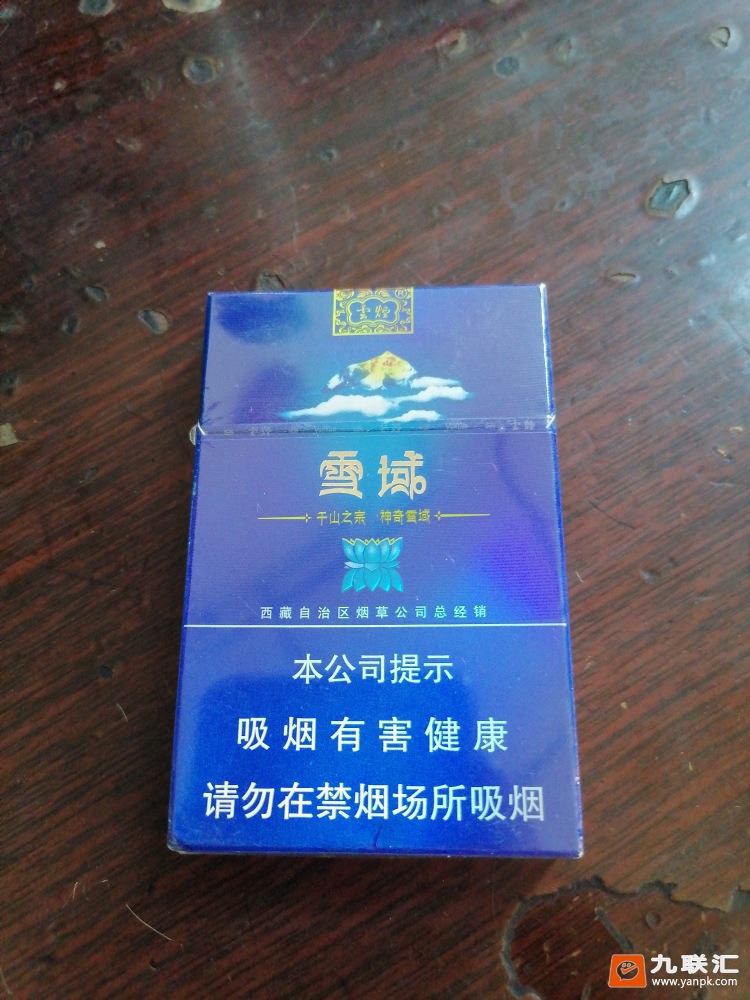 雲烟
R
雪域
千山之宗 神奇雪域
西藏自治区烟草公司总经销
本公司提示
吸烟有害健康
请勿在禁烟场所吸烟
九联汇
www.yanpk.com